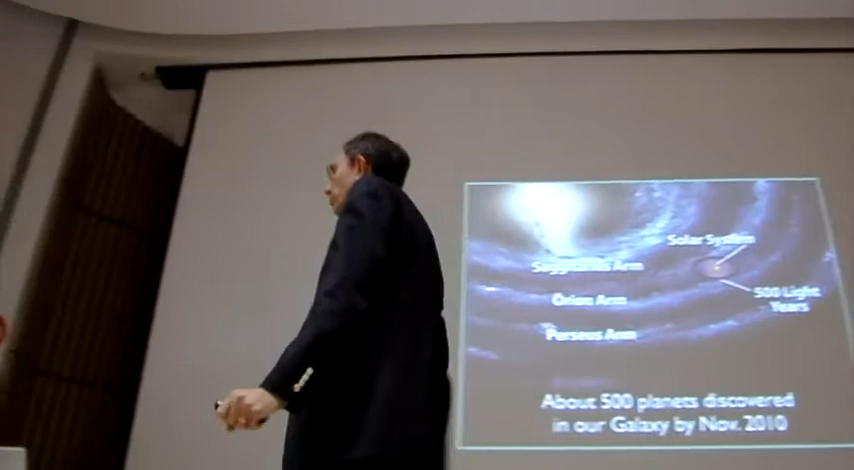 Solar System
Saggitarius Arm
500 Light
Years
Orion Arm
Perseus Arm
About 500 planets discovered
in our Galaxy by Nov. 2010